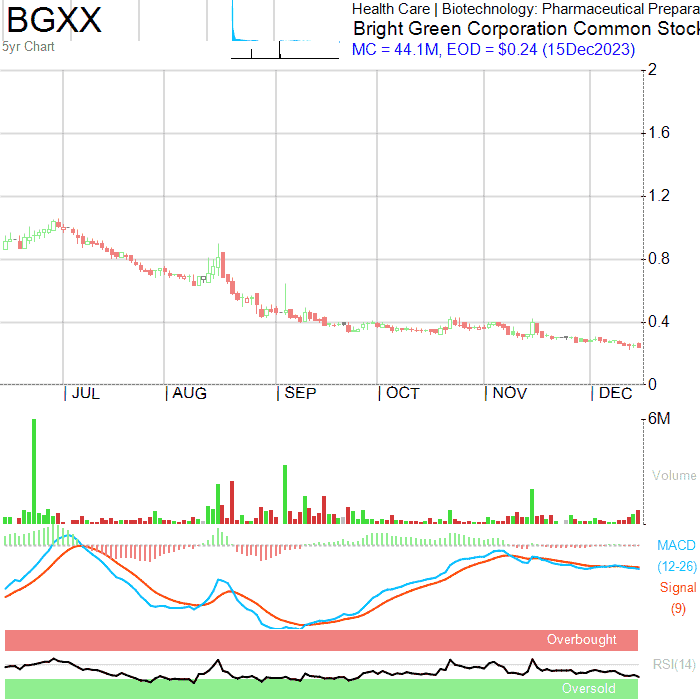 BGXX
5yr Chart
Health Care | Biotechnology: Pharmaceutical Prepara
Bright Green Corporation Common Stock
MC = 44.1M, EOD = $0.24 (15Dec2023)
2
1.6
1.2
0.8
0.4
0
JUL AUG SEP OCT NOV DEC
6M
Volume
MACD
(12-26)
Signal
(9)
Overbought
RSI(14)
Oversold